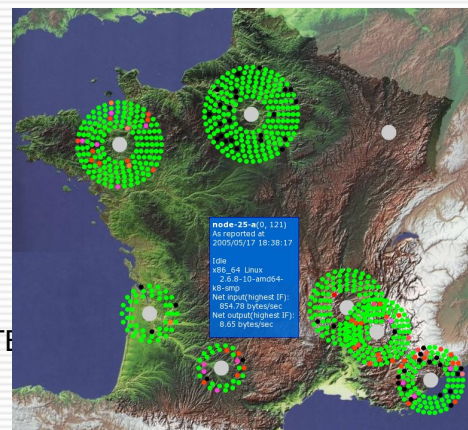 node-25-a(0, 121)
As reported at
2005/05/17 18:38:17
Idle
x86_64 Linux
2.6.8-10-amd64-
k8-smp
Net input(highest IF):
854.78 bytes/sec
Net output(highest IF):
8.65 bytes/sec